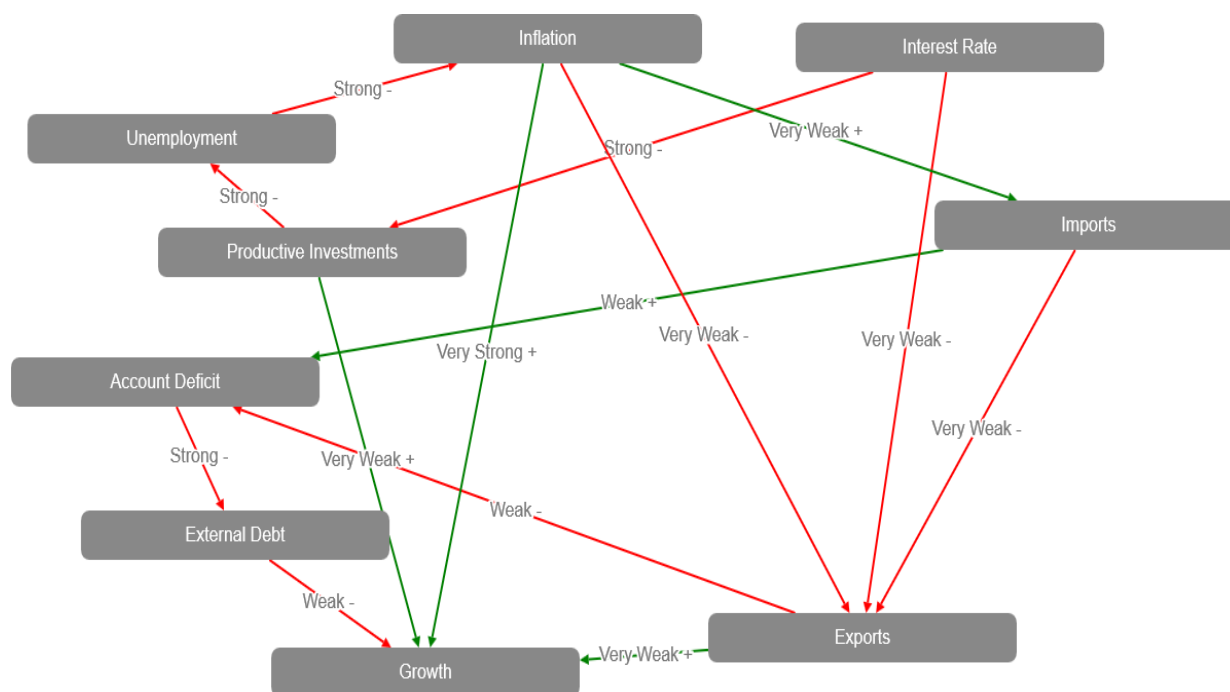 Inflation
Interest Rate
Strong -
Unemployment
Very Weak +
Strong -
Strong -
Imports
Productive Investments
Weak +
Very Weak -
Very Weak -
Very Strong +
Account Deficit
Very Weak -
Strong -
Very Weak +
Weak -
External Debt
Weak -
Exports
Very Weak +
Growth